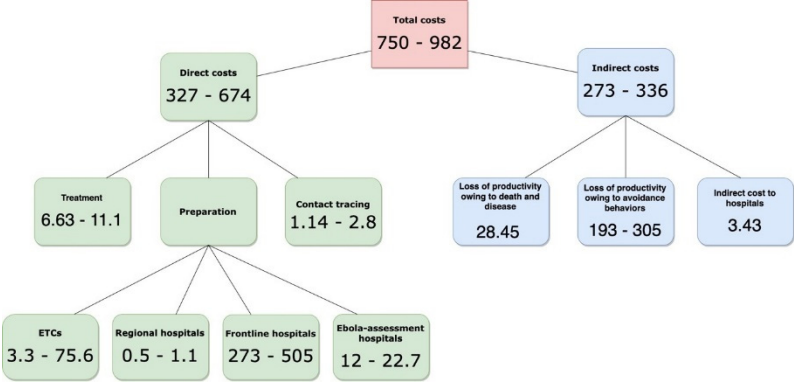 Total costs
750 - 982
Direct costs
327 - 674
Indirect costs
273 - 336
Treatment
6.63 - 11.1
Preparation
Contact tracing
1.14 - 2.8
Loss of productivity
owing to death and
disease
28.45
Loss of productivity
owing to avoidance
behaviors
193 - 305
Indirect cost to
hospitals
3.43
ETCs
3.3 - 75.6
Regional hospitals
0.5 - 1.1
Frontline hospitals
273 - 505
Ebola-assessment
hospitals
12 - 22.7